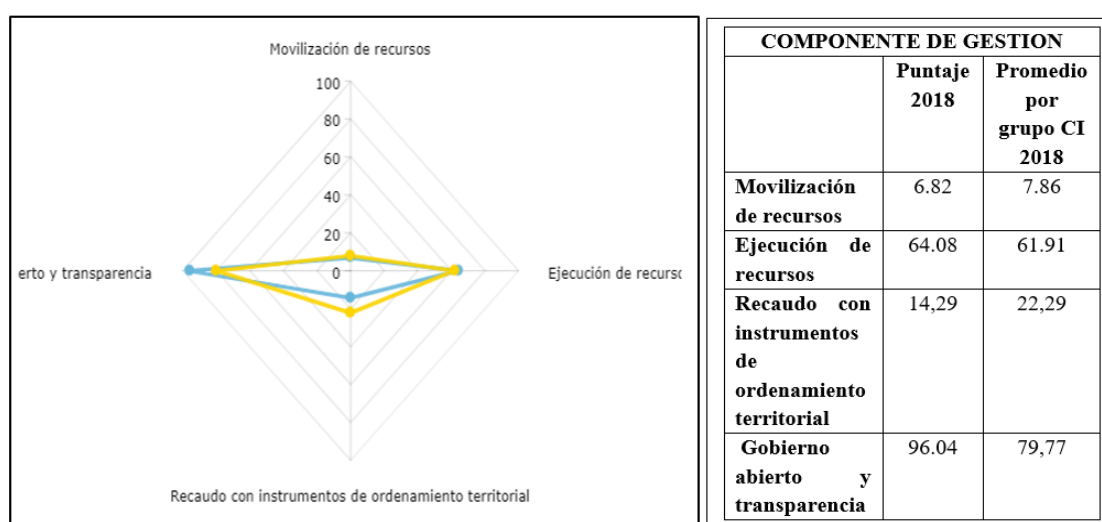 Movilización de recursos
100
80
60
40
20
0
erto y transparencia
Ejecución de recursc
Recaudo con instrumentos de ordenamiento territorial
COMPONENTE DE GESTION
Puntaje 2018
Promedio por grupo CI 2018
Movilización de recursos
6.82
7.86
Ejecución de recursos
64.08
61.91
Recaudo con instrumentos de ordenamiento territorial
14,29
22,29
Gobierno abierto y transparencia
96.04
79,77